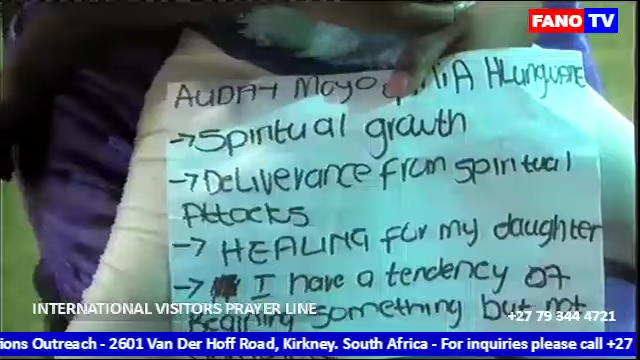 FANO TV
AUDAY HLUNGWANE
→ Spiritual growth
→ Deliverance from spiritual
Attacks
→ HEALING for my daughter
→ I have a tendency of
Begining something but not
INTERNATIONAL VISITORS PRAYER LINE
+27 79 344 4721
ions Outreach - 2601 Van Der Hoff Road, Kirkney. South Africa - For inquiries please call +27